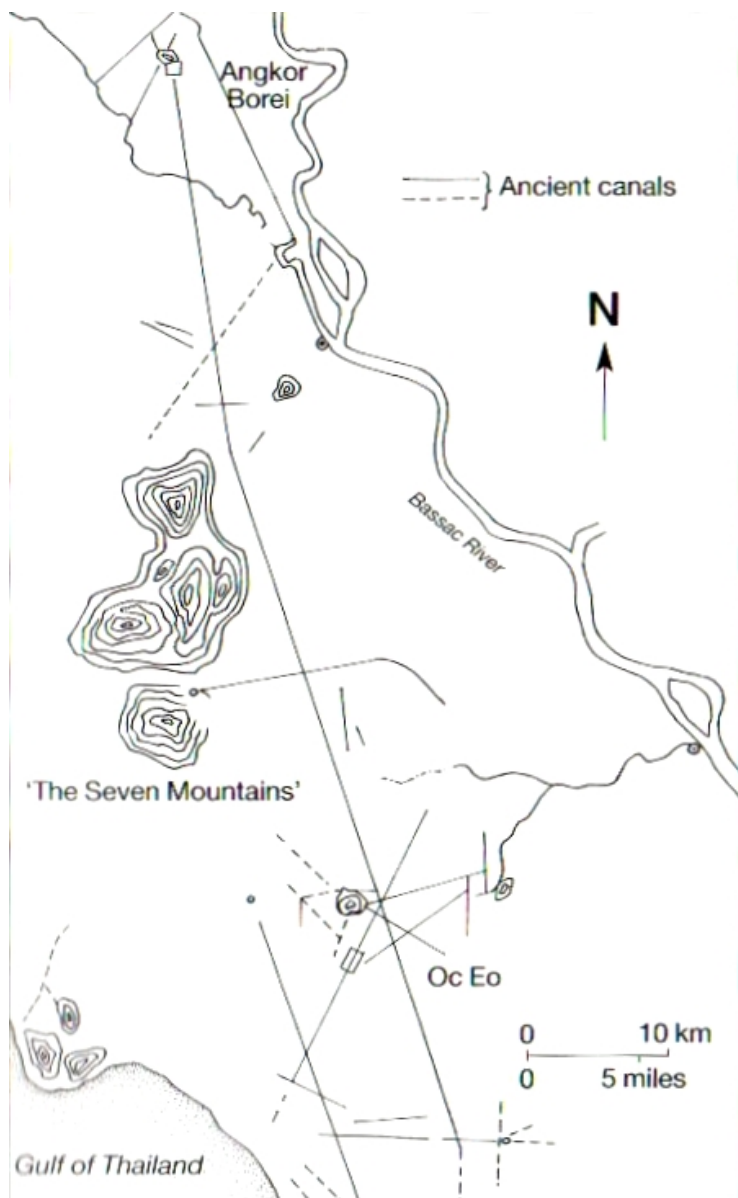 Angkor
Borei
Ancient canals
N
Bassac River
'The Seven Mountains'
Oc Eo
0 10 km
0 5 miles
Gulf of Thailand